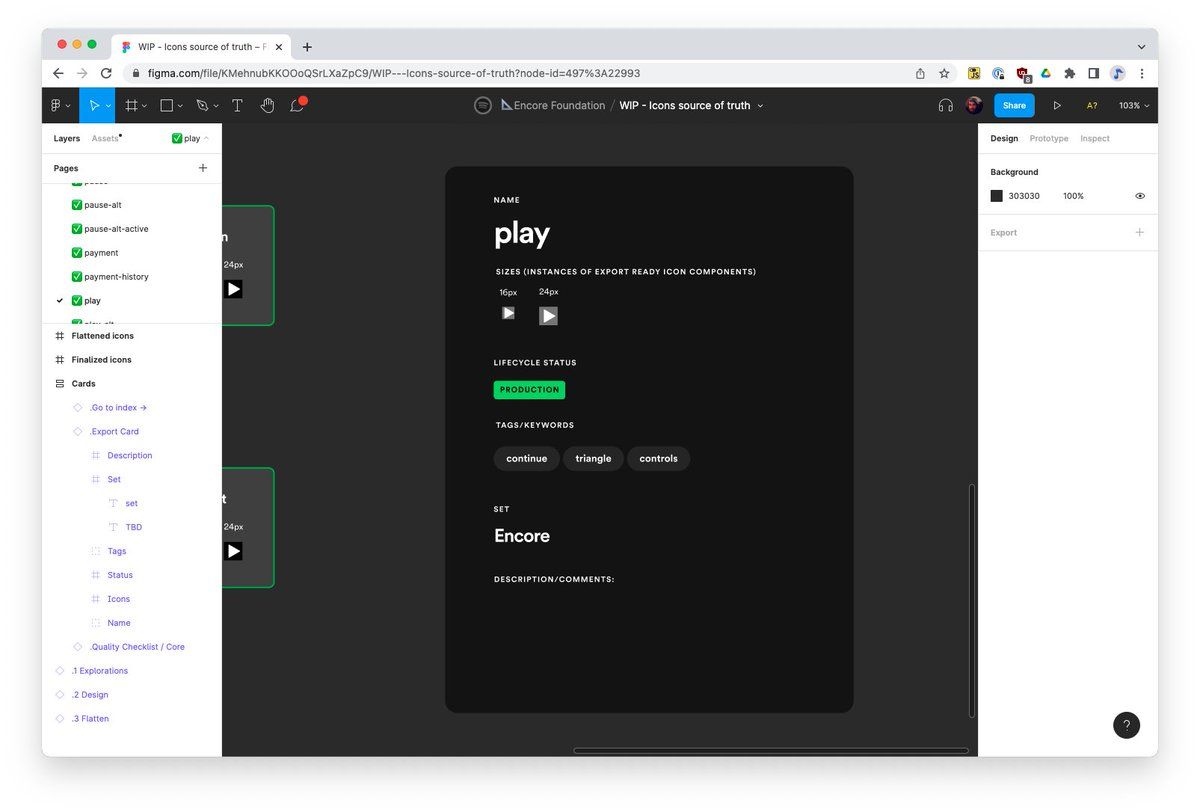 WIP - Icons source of truth – F
figma.com/file/KMehnubKKOOoQSrLXaZpC9/WIP---Icons-source-of-truth?node-id=497%3A22993
8
Encore Foundation / WIP - Icons source of truth
Share
A?
103%
Layers
Assets
play
Pages
pause
pause-alt
pause-alt-active
payment
payment-history
play
play-alt
Flattened icons
Finalized icons
Cards
.Go to index →
.Export Card
Description
Set
set
TBD
Tags
Status
Icons
Name
.Quality Checklist / Core
.1 Explorations
.2 Design
.3 Flatten
n
24px
t
24px
NAME
play
SIZES (INSTANCES OF EXPORT READY ICON COMPONENTS)
16px 24px
LIFECYCLE STATUS
PRODUCTION
TAGS/KEYWORDS
continue triangle controls
SET
Encore
DESCRIPTION/COMMENTS:
Design Prototype Inspect
Background
303030 100%
Export
?